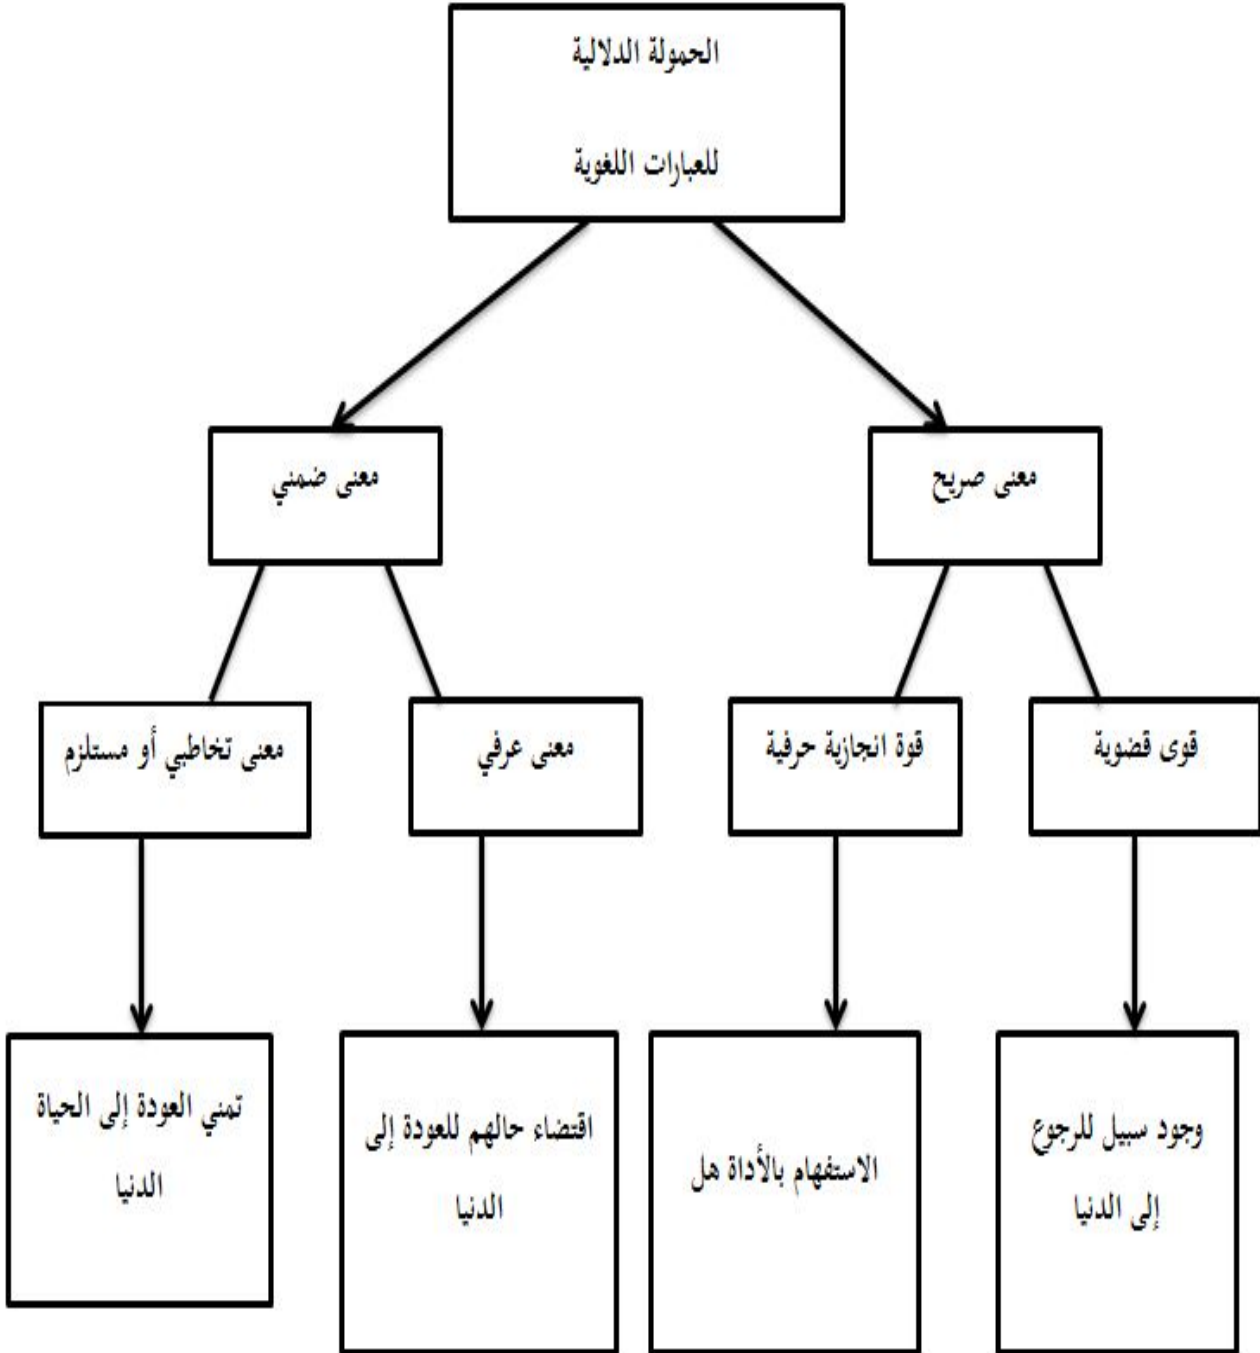 الحمولة الدلالية
للعبارات اللغوية
معنى صريح
معنى ضمني
قوى قضوية
قوة انجازية حرفية
معنى عرفي
معنى تخاطبي أو مستلزم
وجود سبيل للرجوع
إلى الدنيا
الاستفهام بالأداة هل
اقتضاء حالهم للعودة إلى
الدنيا
تمني العودة إلى الحياة
الدنيا